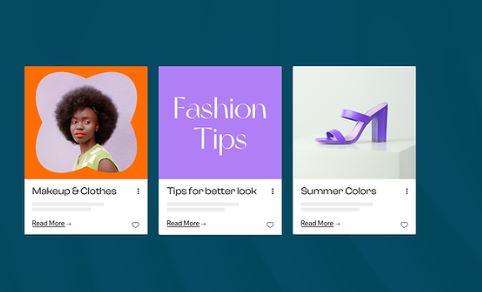 Fashion
Tips
Makeup & Clothes
Tips for better look
Summer Colors
Read More→
Read More→
Read More→